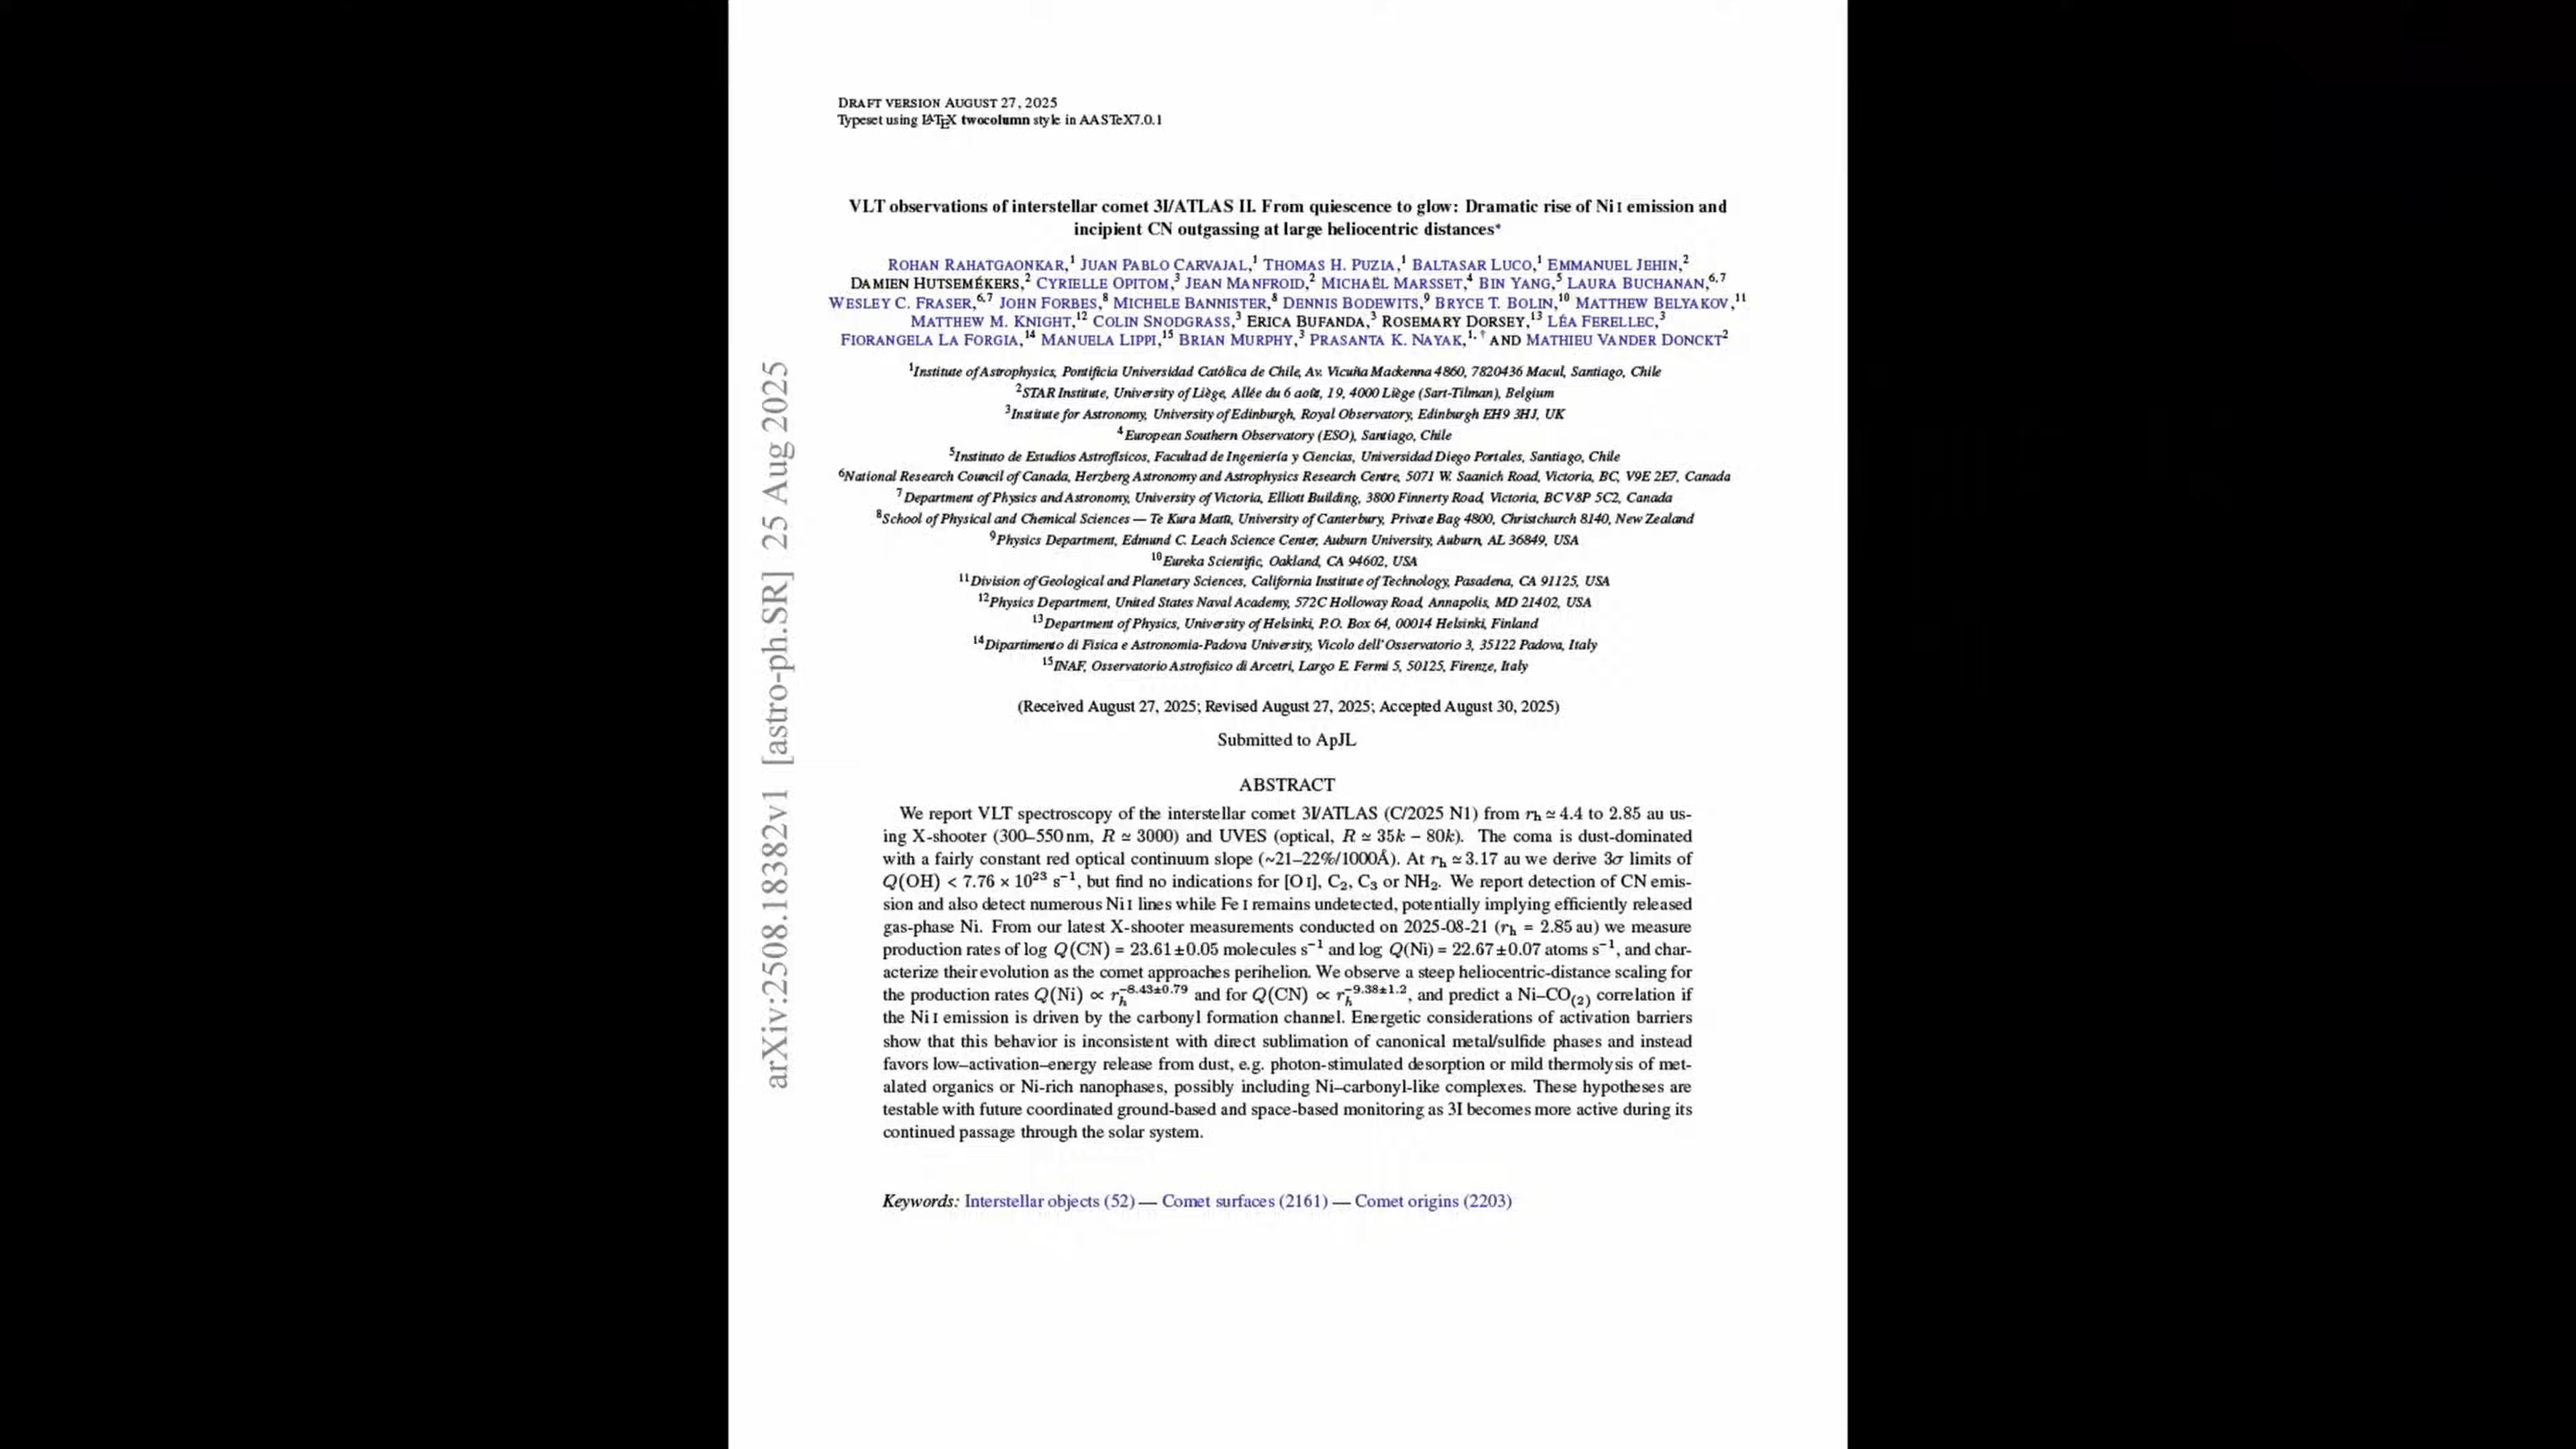 DRAFT VERSION AUGUST 27, 2025
Typeset using LATEX twocolumn style in AASTeX7.0.1
VLT observations of interstellar comet 3I/ATLAS II. From quiescence to glow: Dramatic rise of Ni I emission and
incipient CN outgassing at large heliocentric distances*
ROHAN RAHATGAONKAR,¹ JUAN PABLO CARVAJAL,¹ THOMAS H. PUZIA,¹ BALTASAR LUCO,¹ EMMANUEL JEHIN,²
DAMIEN HUTSEMÉKERS,² CYRIELLE OPITOM,³ JEAN MANFROID,² MICHAËL MARSSET,⁴ BIN YANG,⁵ LAURA BUCHANAN,⁶,⁷
WESLEY C. FRASER,⁶,⁷ JOHN FORBES,⁸ MICHELE BANNISTER,⁸ DENNIS BODEWITS,⁹ BRYCE T. BOLIN,¹⁰ MATTHEW BELYAKOV,¹¹
MATTHEW M. KNIGHT,¹² COLIN SNODGRASS,³ ERICA BUFANDA,³ ROSEMARY DORSEY,¹³ LÉA FERELLEC,³
FIORANGELA LA FORGIA,¹⁴ MANUELA LIPPI,¹⁵ BRIAN MURPHY,³ PRASANTA K. NAYAK,¹,† AND MATHIEU VANDER DONCKT²
¹Institute of Astrophysics, Pontificia Universidad Católica de Chile, Av. Vicuña Mackenna 4860, 7820436 Macul, Santiago, Chile
²STAR Institute, University of Liège, Allée du 6 août, 19, 4000 Liège (Sart-Tilman), Belgium
³Institute for Astronomy, University of Edinburgh, Royal Observatory, Edinburgh EH9 3HJ, UK
⁴European Southern Observatory (ESO), Santiago, Chile
⁵Instituto de Estudios Astrofísicos, Facultad de Ingeniería y Ciencias, Universidad Diego Portales, Santiago, Chile
⁶National Research Council of Canada, Herzberg Astronomy and Astrophysics Research Centre, 5071 W. Saanich Road, Victoria, BC, V9E 2E7, Canada
⁷Department of Physics and Astronomy, University of Victoria, Elliott Building, 3800 Finnerty Road, Victoria, BC V8P 5C2, Canada
⁸School of Physical and Chemical Sciences — Te Kura Matū, University of Canterbury, Private Bag 4800, Christchurch 8140, New Zealand
⁹Physics Department, Edmund C. Leach Science Center, Auburn University, Auburn, AL 36849, USA
¹⁰Eureka Scientific, Oakland, CA 94602, USA
¹¹Division of Geological and Planetary Sciences, California Institute of Technology, Pasadena, CA 91125, USA
¹²Physics Department, United States Naval Academy, 572C Holloway Road, Annapolis, MD 21402, USA
¹³Department of Physics, University of Helsinki, P.O. Box 64, 00014 Helsinki, Finland
¹⁴Dipartimento di Fisica e Astronomia-Padova University, Vicolo dell'Osservatorio 3, 35122 Padova, Italy
¹⁵INAF, Osservatorio Astrofisico di Arcetri, Largo E. Fermi 5, 50125, Firenze, Italy
(Received August 27, 2025; Revised August 27, 2025; Accepted August 30, 2025)
Submitted to ApJL
ABSTRACT
We report VLT spectroscopy of the interstellar comet 3I/ATLAS (C/2025 N1) from rₕ ≃ 4.4 to 2.85 au us-
ing X-shooter (300–550 nm, R ≃ 3000) and UVES (optical, R ≃ 35k − 80k). The coma is dust-dominated
with a fairly constant red optical continuum slope (~21–22%/1000Å). At rₕ ≃ 3.17 au we derive 3σ limits of
Q(OH) < 7.76 × 10²³ s⁻¹, but find no indications for [O I], C₂, C₃ or NH₂. We report detection of CN emis-
sion and also detect numerous Ni I lines while Fe I remains undetected, potentially implying efficiently released
gas-phase Ni. From our latest X-shooter measurements conducted on 2025-08-21 (rₕ = 2.85 au) we measure
production rates of log Q(CN) = 23.61±0.05 molecules s⁻¹ and log Q(Ni) = 22.67±0.07 atoms s⁻¹, and char-
acterize their evolution as the comet approaches perihelion. We observe a steep heliocentric-distance scaling for
the production rates Q(Ni) ∝ rₕ^−8.43±0.79 and for Q(CN) ∝ rₕ^−9.38±1.2, and predict a Ni–CO₍₂₎ correlation if
the Ni I emission is driven by the carbonyl formation channel. Energetic considerations of activation barriers
show that this behavior is inconsistent with direct sublimation of canonical metal/sulfide phases and instead
favors low–activation–energy release from dust, e.g. photon-stimulated desorption or mild thermolysis of met-
alated organics or Ni-rich nanophases, possibly including Ni–carbonyl-like complexes. These hypotheses are
testable with future coordinated ground-based and space-based monitoring as 3I becomes more active during its
continued passage through the solar system.
Keywords: Interstellar objects (52) — Comet surfaces (2161) — Comet origins (2203)
arXiv:2508.18382v1 [astro-ph.SR] 25 Aug 2025